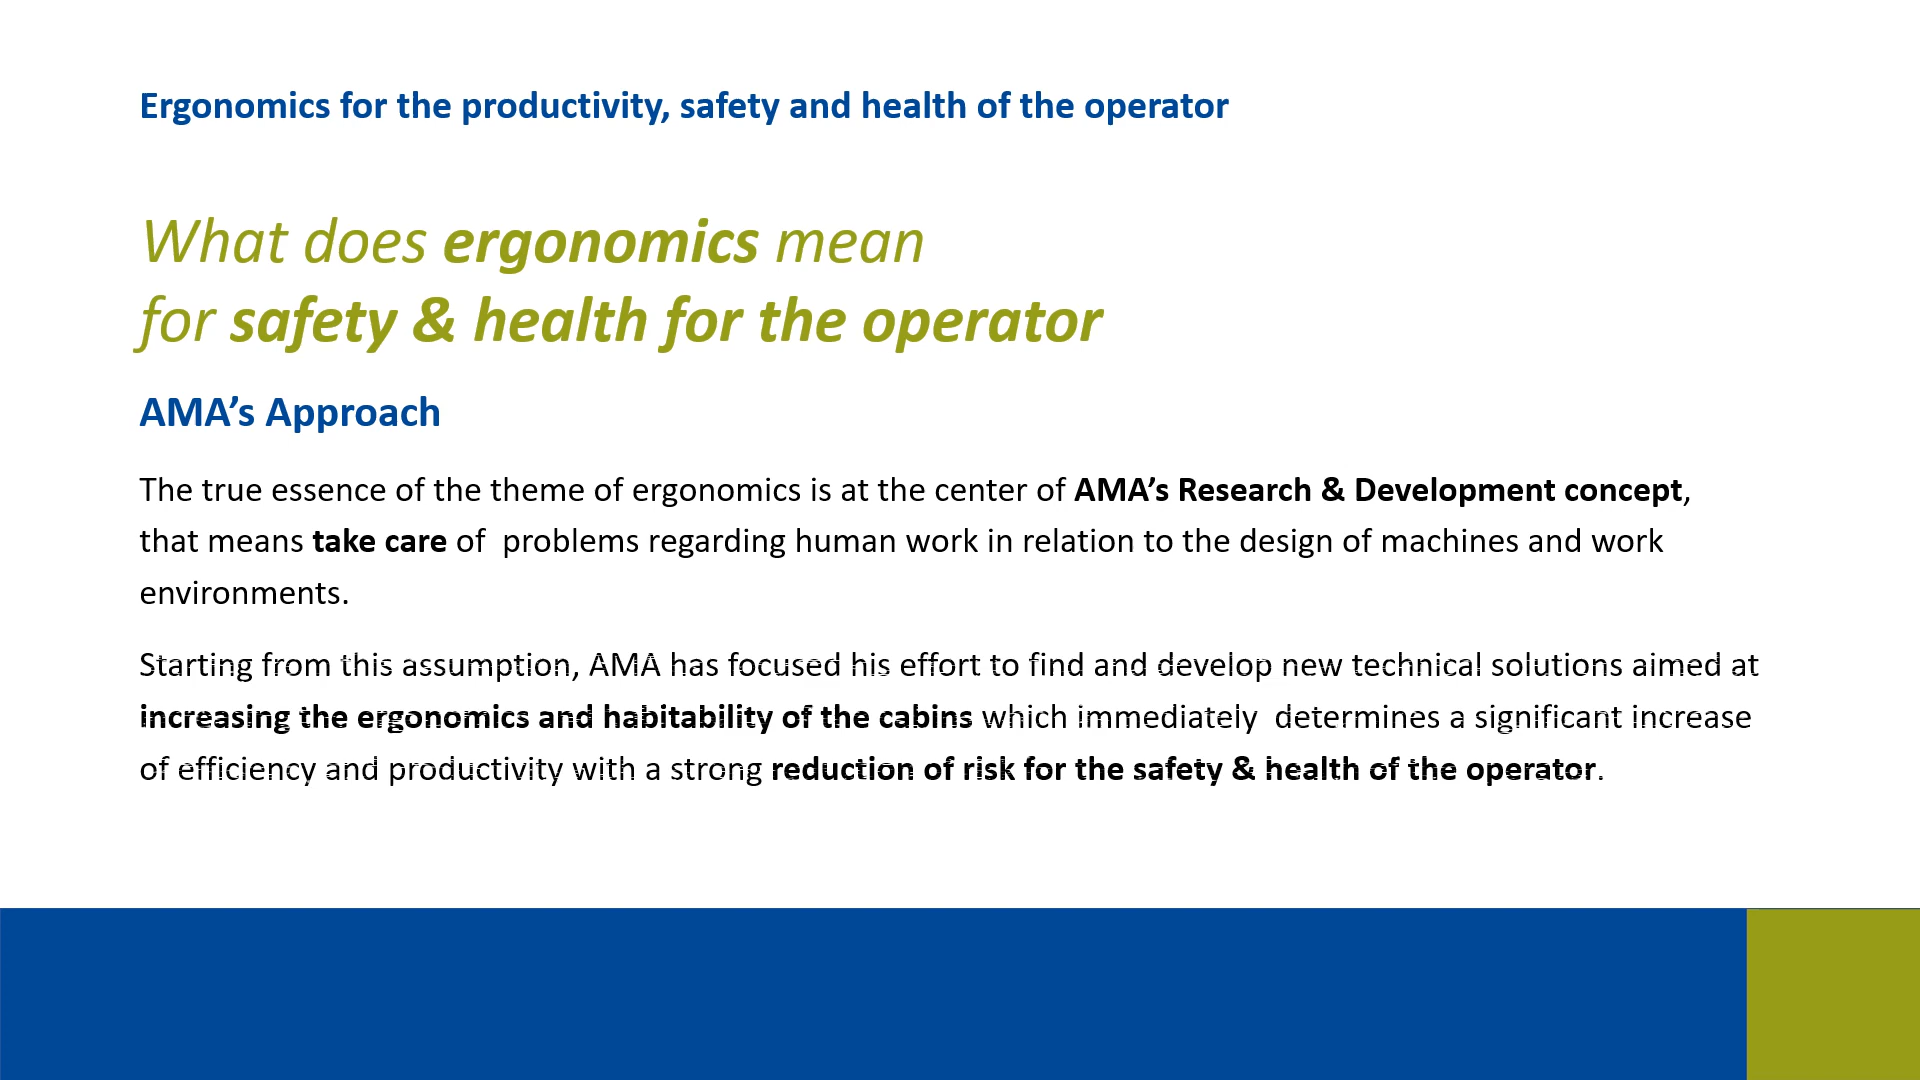 Ergonomics for the productivity, safety and health of the operator
What does ergonomics mean
for safety & health for the operator
AMA’s Approach
The true essence of the theme of ergonomics is at the center of AMA’s Research & Development concept,
that means take care of  problems regarding human work in relation to the design of machines and work
environments.
Starting from this assumption, AMA has focused his effort to find and develop new technical solutions aimed at
increasing the ergonomics and habitability of the cabins which immediately  determines a significant increase
of efficiency and productivity with a strong reduction of risk for the safety & health of the operator.